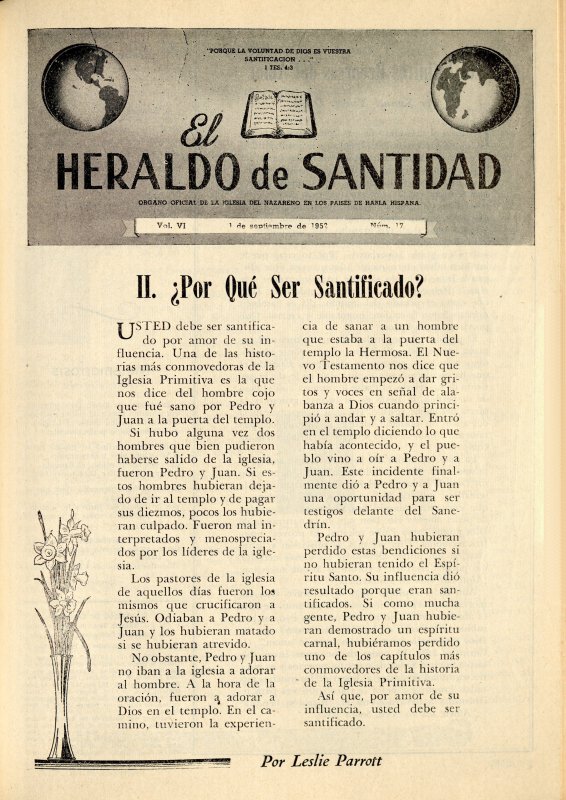 "PORQUE LA VOLUNTAD DE DIOS ES VUESTRA
SANTIFICACION . . ."
I TES. 4:3
El
HERALDO de SANTIDAD
ORGANO OFICIAL DE LA IGLESIA DEL NAZARENO EN LOS PAISES DE HABLA HISPANA.
Vol. VI 1 de septiembre de 1952 Núm. 17
II. ¿Por Qué Ser Santificado?
USTED debe ser santifica-
do por amor de su in-
fluencia. Una de las histo-
rias más conmovedoras de la
Iglesia Primitiva es la que
nos dice del hombre cojo
que fué sano por Pedro y
Juan a la puerta del templo.
Si hubo alguna vez dos
hombres que bien pudieron
haberse salido de la iglesia,
fueron Pedro y Juan. Si es-
tos hombres hubieran deja-
do de ir al templo y de pagar
sus diezmos, pocos los hubie-
ran culpado. Fueron mal in-
terpretados y menosprecia-
dos por los líderes de la igle-
sia.
Los pastores de la iglesia
de aquellos días fueron los
mismos que crucificaron a
Jesús. Odiaban a Pedro y a
Juan y los hubieran matado
si se hubieran atrevido.
No obstante, Pedro y Juan
no iban a la iglesia a adorar
al hombre. A la hora de la
oración, fueron a adorar a
Dios en el templo. En el ca-
mino, tuvieron la experien-
cia de sanar a un hombre
que estaba a la puerta del
templo la Hermosa. El Nue-
vo Testamento nos dice que
el hombre empezó a dar gri-
tos y voces en señal de ala-
banza a Dios cuando princi-
pió a andar y a saltar. Entró
en el templo diciendo lo que
había acontecido, y el pue-
blo vino a oír a Pedro y a
Juan. Este incidente final-
mente dió a Pedro y a Juan
una oportunidad para ser
testigos delante del Sane-
drín.
Pedro y Juan hubieran
perdido estas bendiciones si
no hubieran tenido el Espí-
ritu Santo. Su influencia dió
resultado porque eran san-
tificados. Si como mucha
gente, Pedro y Juan hubie-
ran demostrado un espíritu
carnal, hubiéramos perdido
uno de los capítulos más
conmovedores de la historia
de la Iglesia Primitiva.
Así que, por amor de su
influencia, usted debe ser
santificado.
Por Leslie Parrott